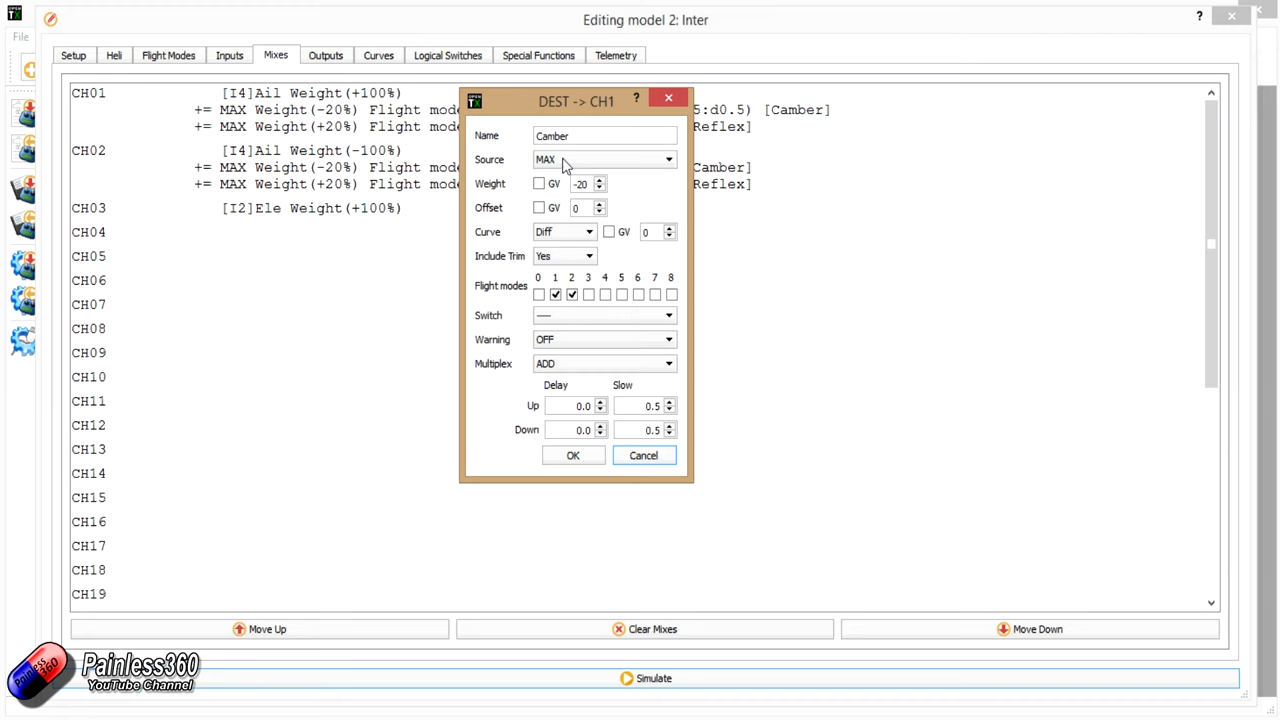 OPEN TX
Editing model 2: Inter
?
File
Setup Heli Flight Modes Inputs Mixes Outputs Curves Logical Switches Special Functions Telemetry
CH01 [I4]Ail Weight(+100%)
+= MAX Weight(-20%) Flight mode 5:d0.5) [Camber]
+= MAX Weight(+20%) Flight mode Reflex]
CH02 [I4]Ail Weight(-100%)
+= MAX Weight(-20%) Flight mode Camber]
+= MAX Weight(+20%) Flight mode Reflex]
CH03 [I2]Ele Weight(+100%)
CH04
CH05
CH06
CH07
CH08
CH09
CH10
CH11
CH12
CH13
CH14
CH15
CH16
CH17
CH18
CH19
DEST -> CH1 ?
Name Camber
Source MAX
Weight GV -20
Offset GV 0
Curve Diff GV 0
Include Trim Yes
0 1 2 3 4 5 6 7 8
Flight modes
Switch ----
Warning OFF
Multiplex ADD
Delay Slow
Up 0.0 0.5
Down 0.0 0.5
OK Cancel
Move Up Clear Mixes Move Down
Simulate
360
Painless360
YouTube Channel